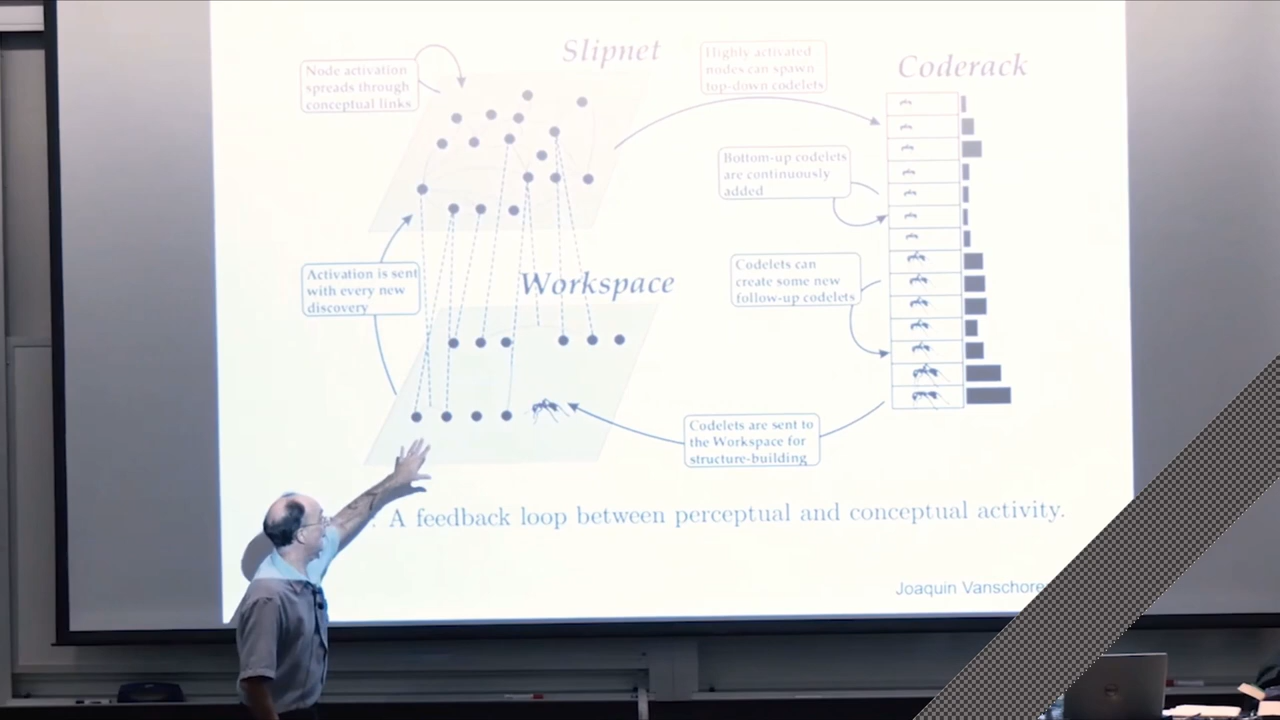 Slipnet
Coderack
Node activation
spreads through
conceptual links
Highly activated
nodes can spawn
top-down codelets
Bottom-up codelets
are continuously
added
Activation is sent
with every new
discovery
Workspace
Codelets can
create some new
follow-up codelets
Codelets are sent to
the Workspace for
structure-building
A feedback loop between perceptual and conceptual activity.
Joaquin